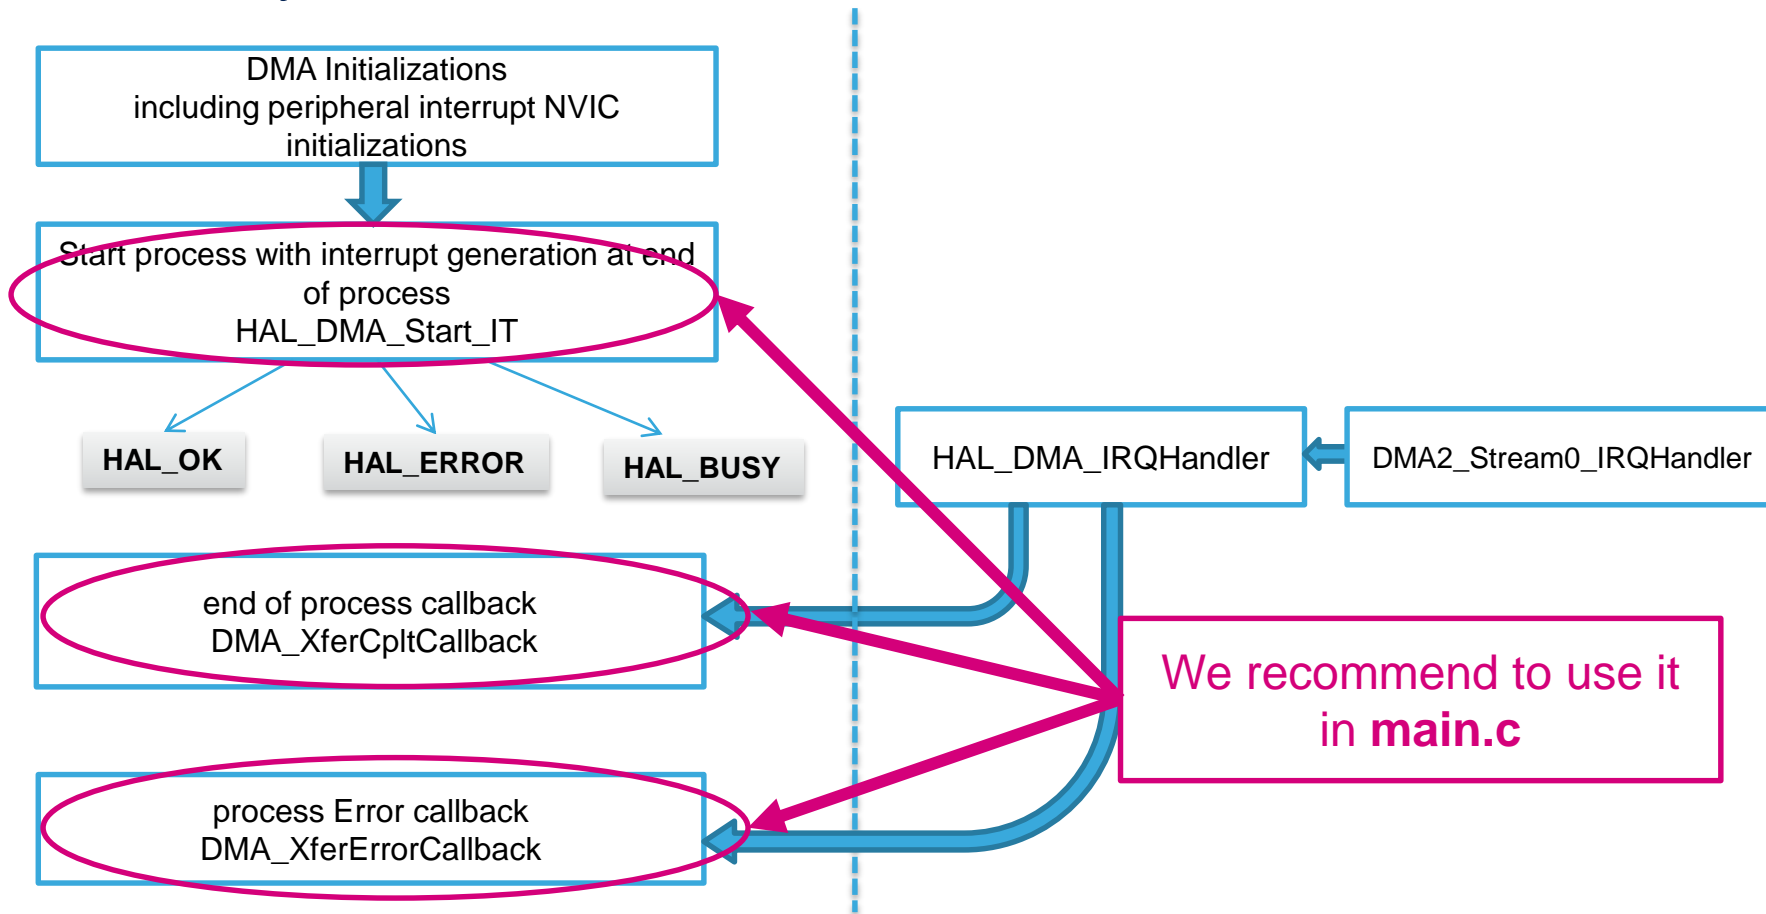 DMA Initializations
including peripheral interrupt NVIC
initializations
Start process with interrupt generation at end
of process
HAL_DMA_Start_IT
HAL_OK
HAL_ERROR
HAL_BUSY
HAL_DMA_IRQHandler
DMA2_Stream0_IRQHandler
end of process callback
DMA_XferCpltCallback
We recommend to use it
in main.c
process Error callback
DMA_XferErrorCallback